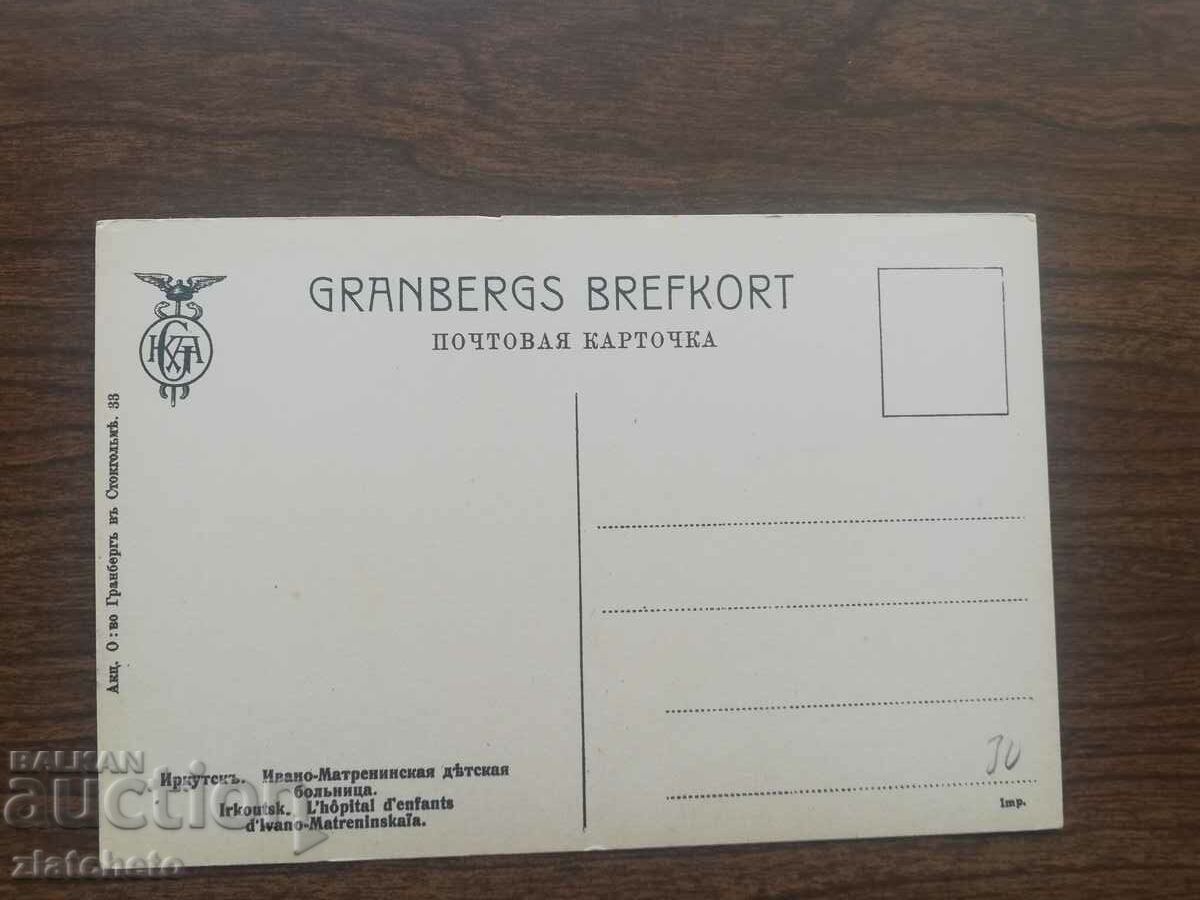 GRANBERGS BREFKORT
ПОЧТОВАЯ КАРТОЧКА
Акц. О:во Гранбергъ въ Стокгольмѣ. 33
Иркутскъ. Ивано-Матренинская дѣтская
больница.
Irkoutsk. L'hôpital d'enfants
d'Ivano-Matreninskaïa.
30
Imp.
BALKAN
auction
zlatcheto